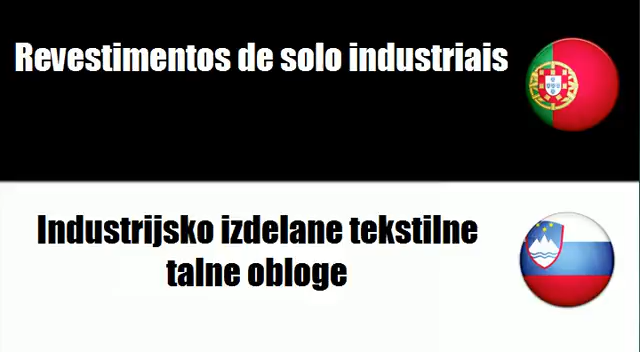 Revestimentos de solo industriais
Industrijsko izdelane tekstilne
talne obloge